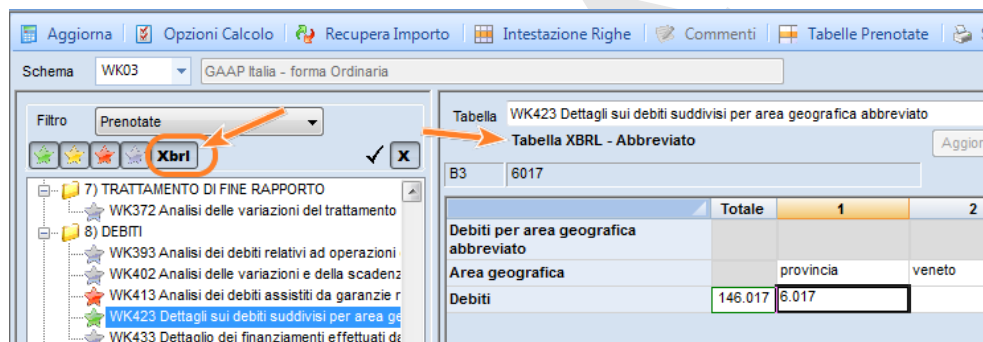 Aggiorna Opzioni Calcolo Recupera Importo Intestazione Righe Commenti Tabelle Prenotate
Schema WK03 GAAP Italia - forma Ordinaria
Filtro Prenotate
Xbrl X
7) TRATTAMENTO DI FINE RAPPORTO
WK372 Analisi delle variazioni del trattamento
8) DEBITI
WK393 Analisi dei debiti relativi ad operazioni
WK402 Analisi delle variazioni e della scadenz
WK413 Analisi dei debiti assistiti da garanzie r
WK423 Dettagli sui debiti suddivisi per area ge
WK433 Dettaglio dei finanziamenti effettuati da
Tabella WK423 Dettagli sui debiti suddivisi per area geografica abbreviato
Tabella XBRL - Abbreviato Aggior
B3 6017
Totale 1 2
Debiti per area geografica
abbreviato
Area geografica provincia veneto
Debiti 146.017 6.017